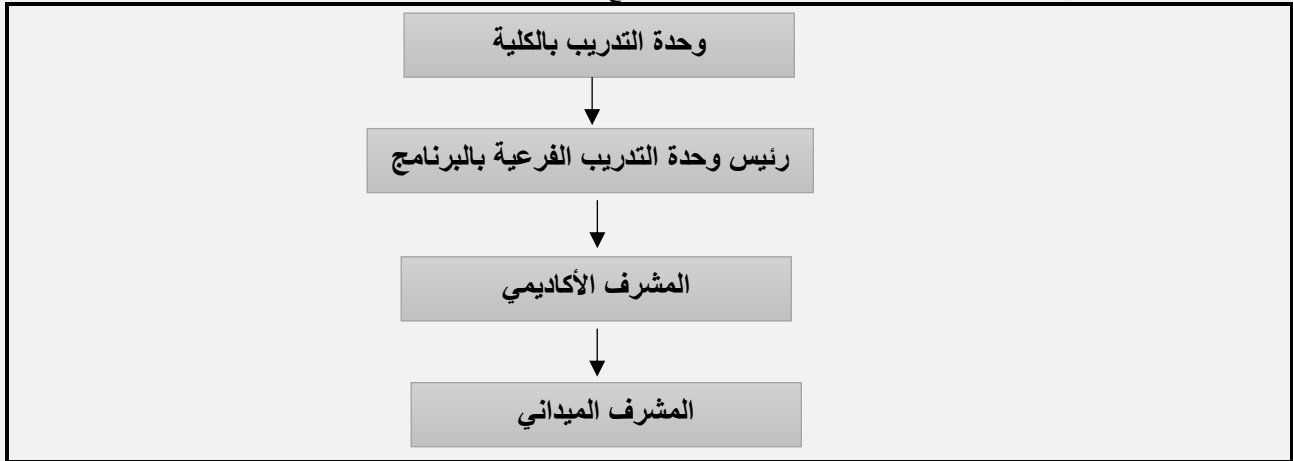 وحدة التدريب بالكلية
رئيس وحدة التدريب الفرعية بالبرنامج
المشرف الأكاديمي
المشرف الميداني